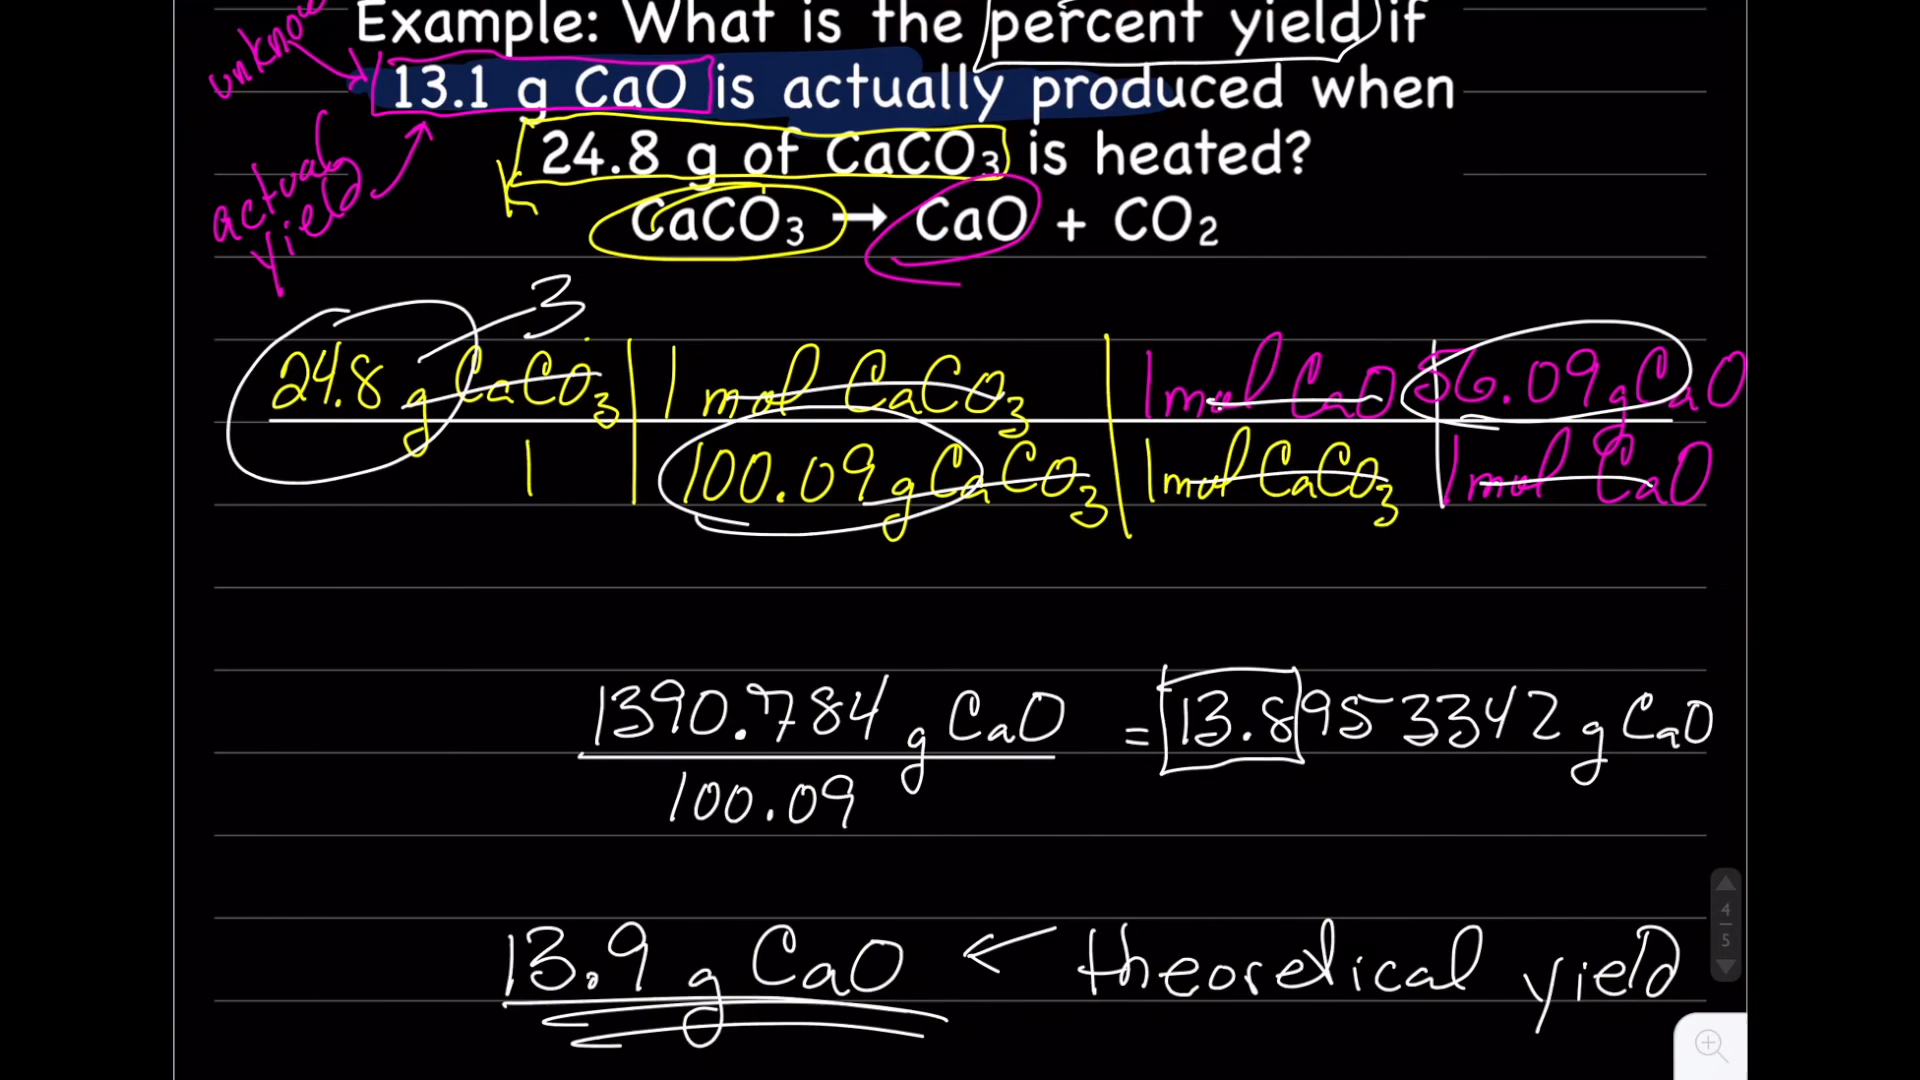 Example: What is the percent yield if
13.1 g CaO is actually produced when
24.8 g of CaCO₃ is heated?
CaCO₃ → CaO + CO₂
actual
yield
3
24.8 g CaCO₃ | 1 mol CaCO₃ | 1 mol CaO | 56.09 g CaO
1 | 100.09 g CaCO₃ | 1 mol CaCO₃ | 1 mol CaO
1390.784 g CaO = 13.8953342 g CaO
100.09
13.9 g CaO ← theoretical yield
4
5